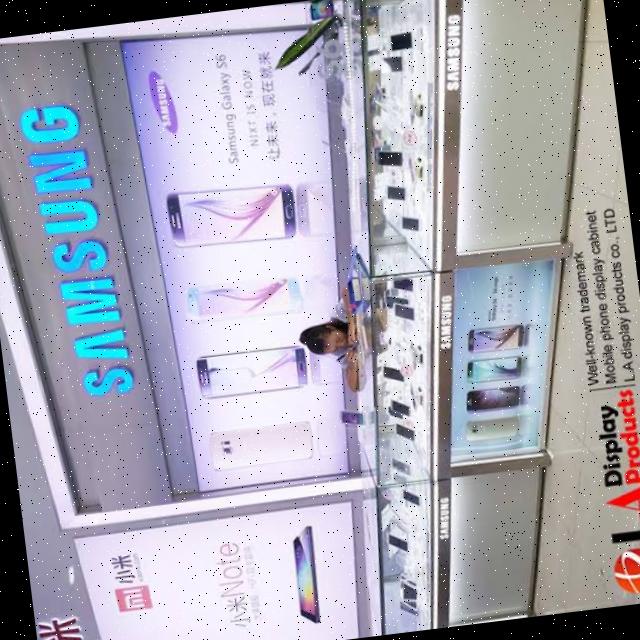 SAMSUNG
SAMSUNG
Samsung Galaxy S6
NEXT IS NOW
让未来，现在就来
小米
小米Note
米
SAMSUNG
SAMSUNG
SAMSUNG
Display
Products
Well-known trademark
Mobile phone display cabinet
LA display products co., LTD